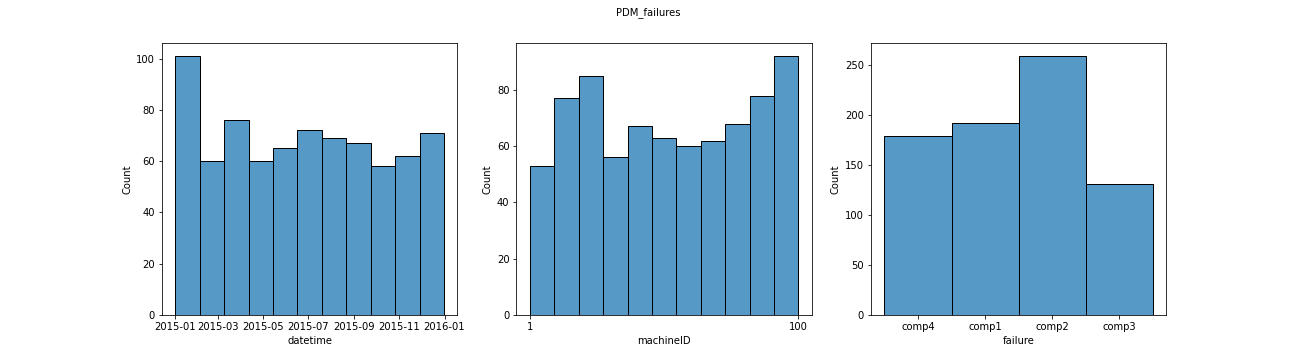 PDM_failures
Count
100
80
60
40
20
0
2015-01 2015-03 2015-05 2015-07 2015-09 2015-11 2016-01
datetime
Count
80
60
40
20
0
1 100
machineID
Count
250
200
150
100
50
0
comp4 comp1 comp2 comp3
failure